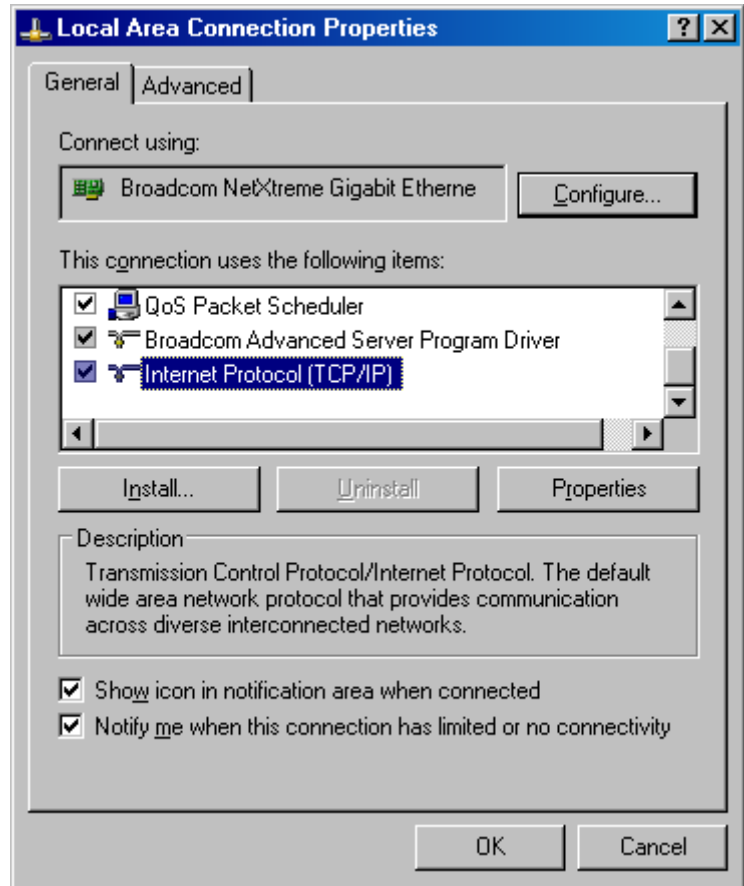 Local Area Connection Properties
General
Advanced
Connect using:
Broadcom NetXtreme Gigabit Etherne
Configure...
This connection uses the following items:
QoS Packet Scheduler
Broadcom Advanced Server Program Driver
Internet Protocol (TCP/IP)
Install...
Uninstall
Properties
Description
Transmission Control Protocol/Internet Protocol. The default
wide area network protocol that provides communication
across diverse interconnected networks.
Show icon in notification area when connected
Notify me when this connection has limited or no connectivity
OK
Cancel